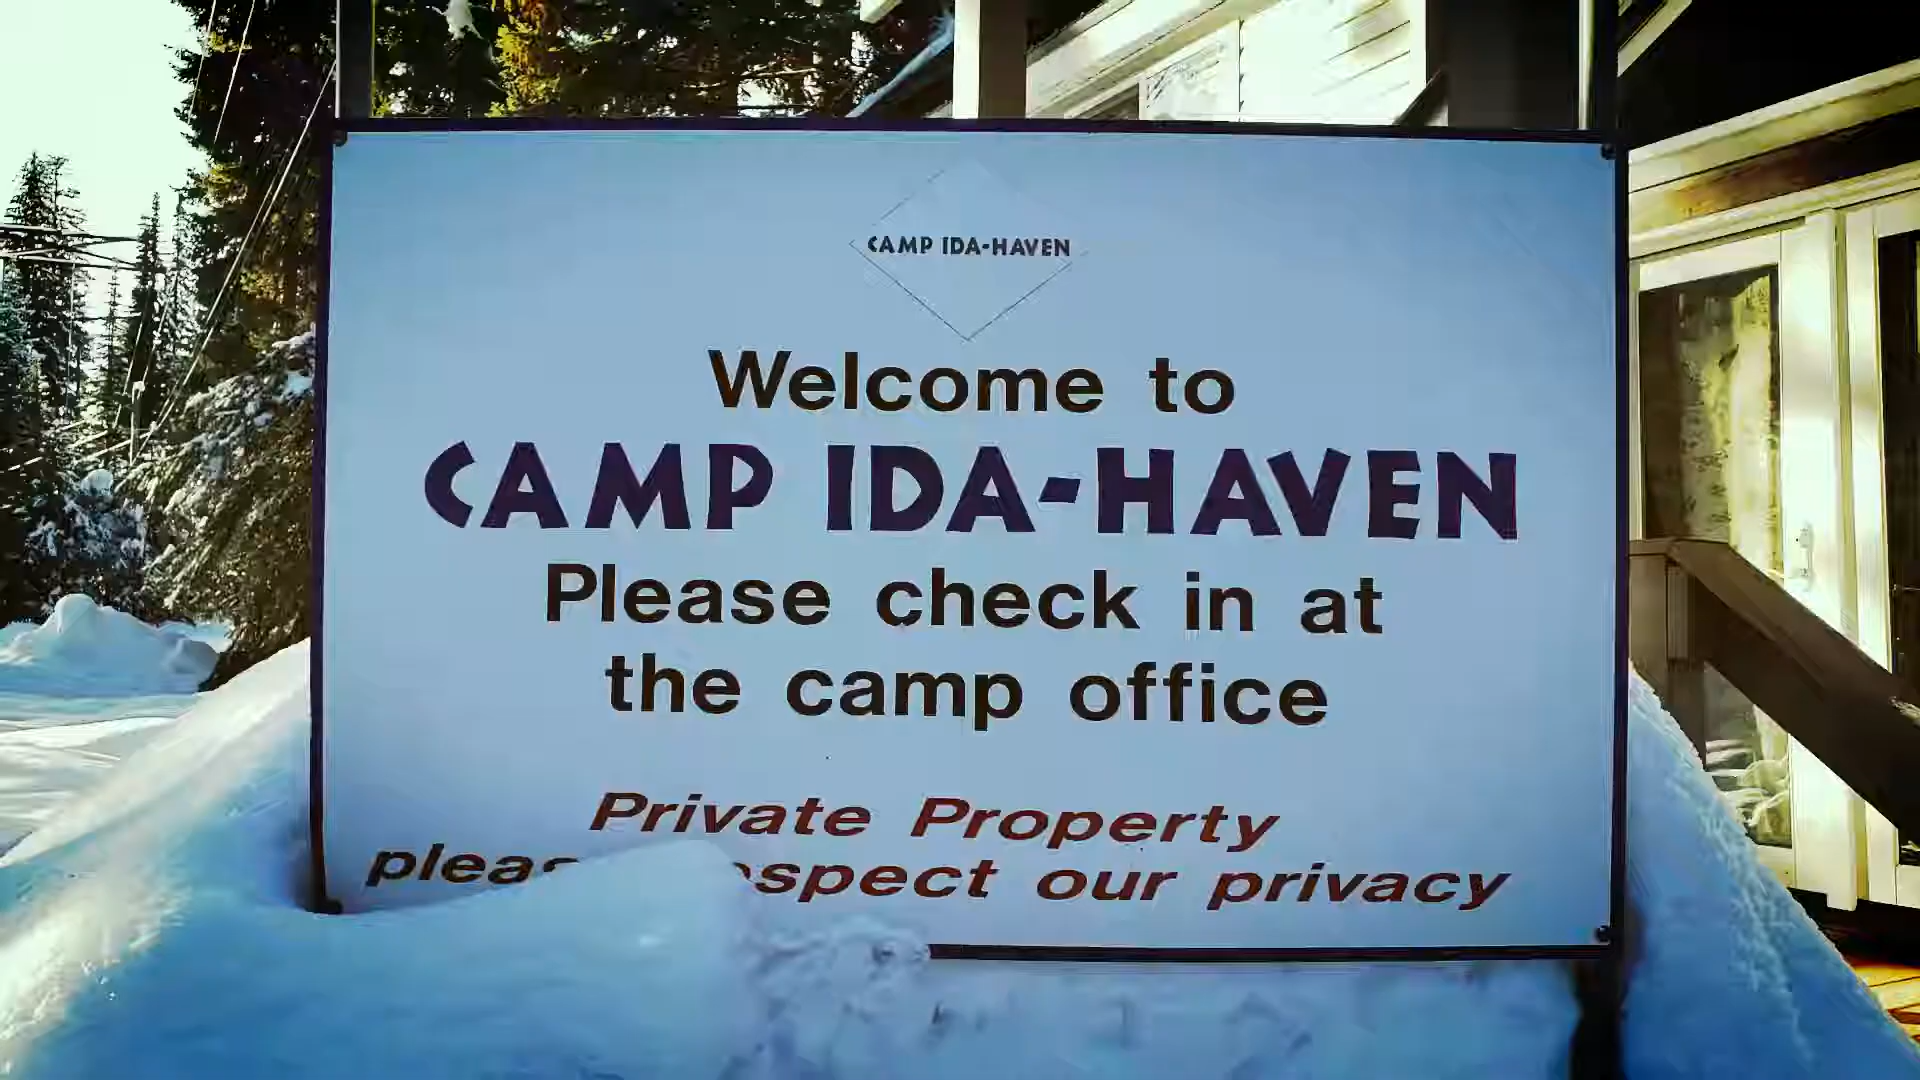 CAMP IDA-HAVEN
Welcome to
CAMP IDA-HAVEN
Please check in at
the camp office
Private Property
our privacy